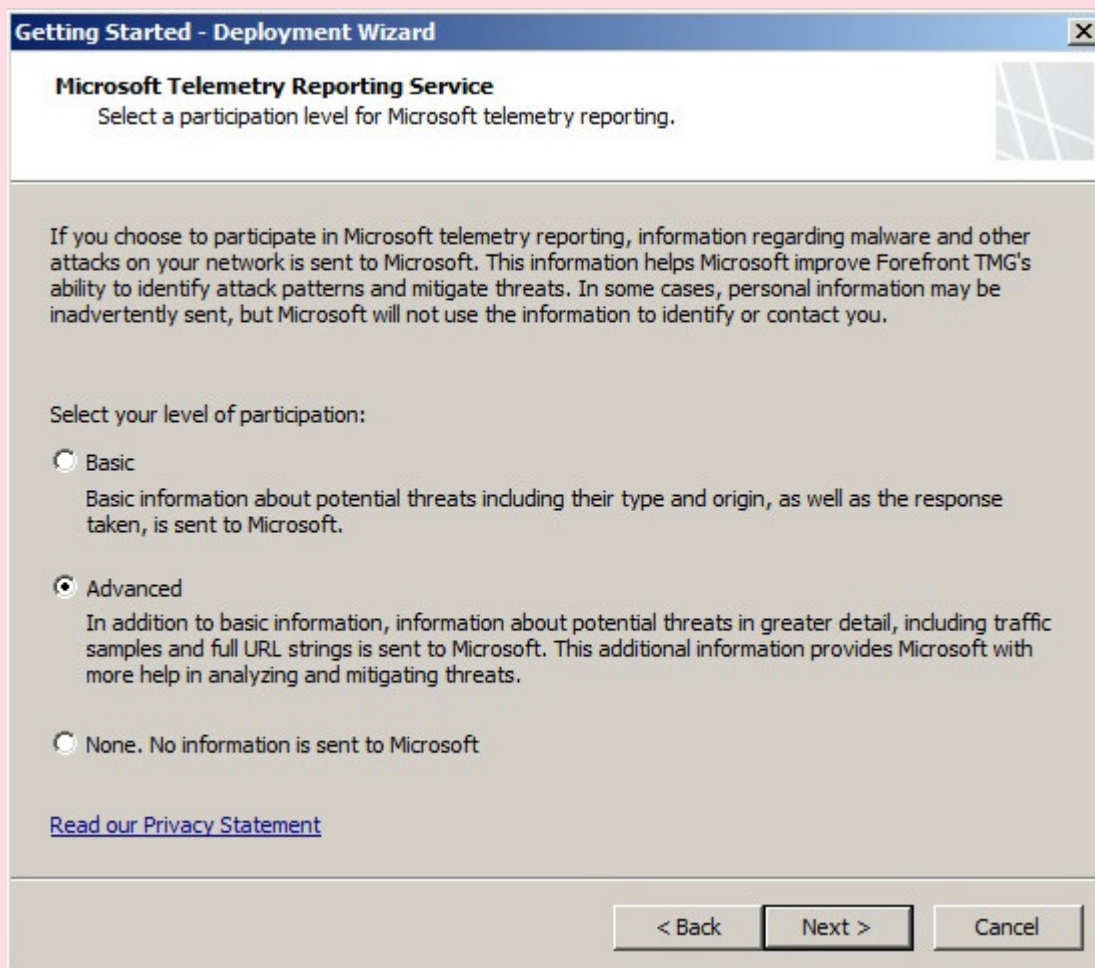 Getting Started - Deployment Wizard
Microsoft Telemetry Reporting Service
Select a participation level for Microsoft telemetry reporting.
If you choose to participate in Microsoft telemetry reporting, information regarding malware and other
attacks on your network is sent to Microsoft. This information helps Microsoft improve Forefront TMG's
ability to identify attack patterns and mitigate threats. In some cases, personal information may be
inadvertently sent, but Microsoft will not use the information to identify or contact you.
Select your level of participation:
Basic
Basic information about potential threats including their type and origin, as well as the response
taken, is sent to Microsoft.
Advanced
In addition to basic information, information about potential threats in greater detail, including traffic
samples and full URL strings is sent to Microsoft. This additional information provides Microsoft with
more help in analyzing and mitigating threats.
None. No information is sent to Microsoft
Read our Privacy Statement
< Back Next > Cancel